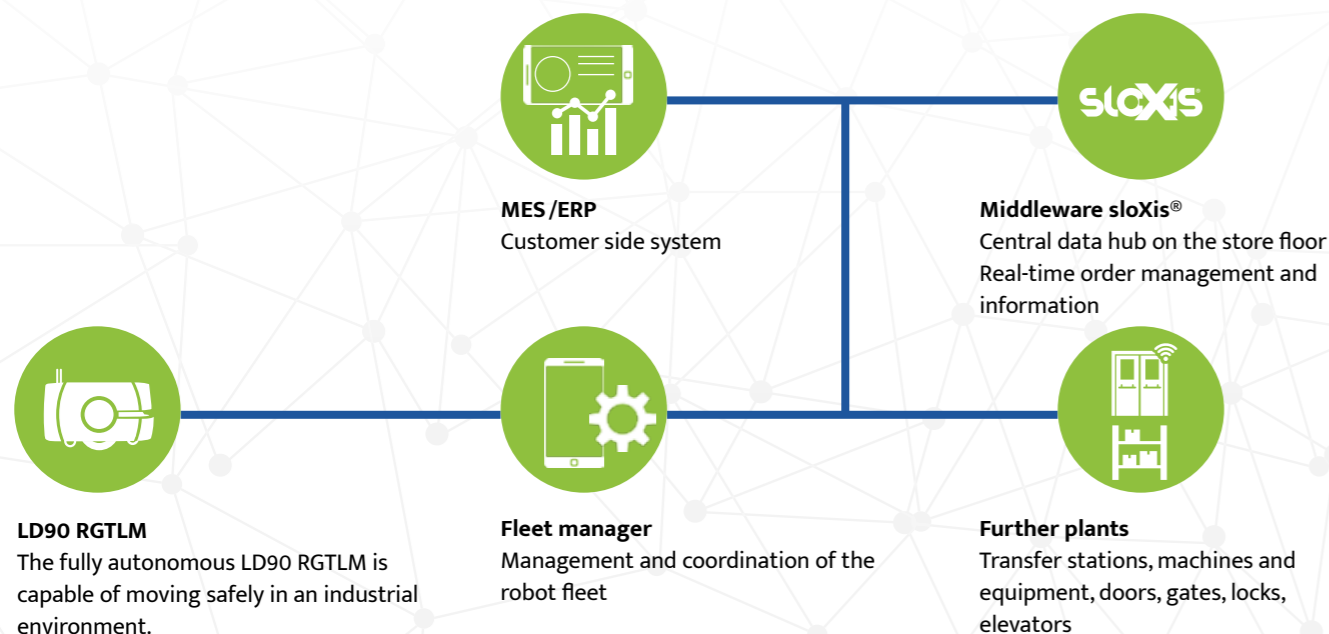 sloXis
MES/ERP
Customer side system
Middleware sloXis®
Central data hub on the store floor
Real-time order management and
information
LD90 RGTLM
The fully autonomous LD90 RGTLM is
capable of moving safely in an industrial
environment.
Fleet manager
Management and coordination of the
robot fleet
Further plants
Transfer stations, machines and
equipment, doors, gates, locks,
elevators